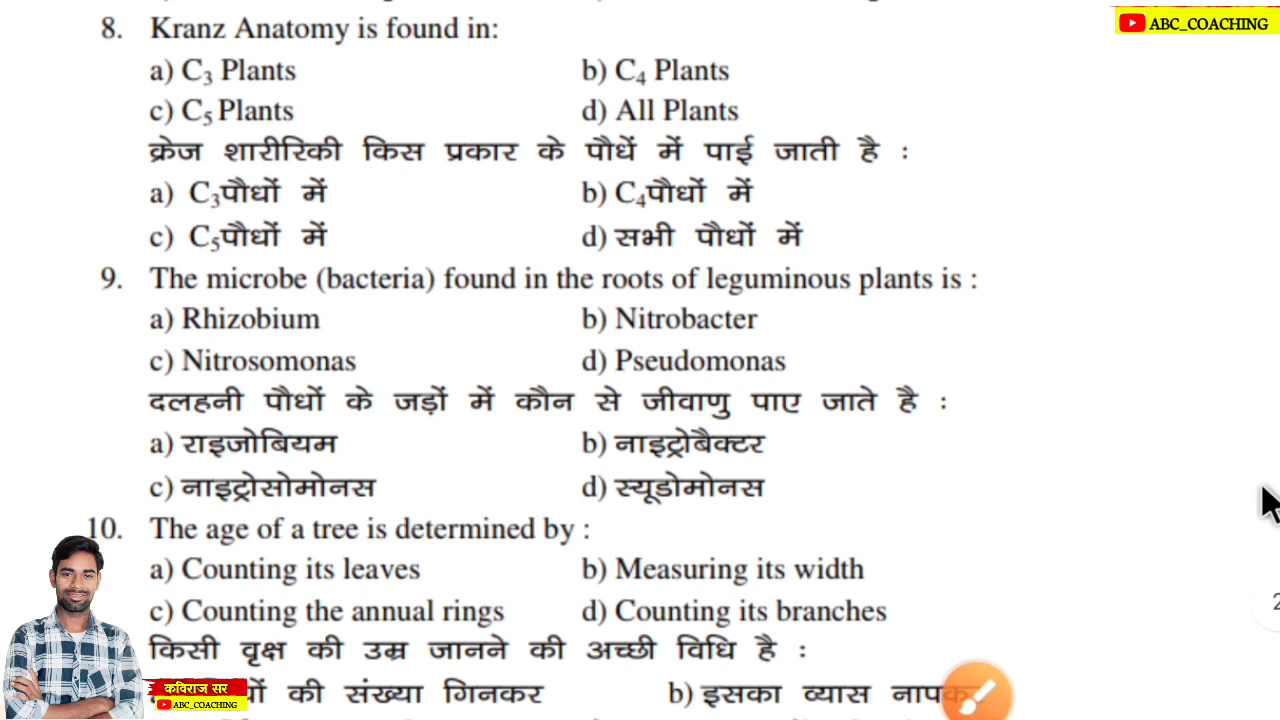 8. Kranz Anatomy is found in:
ABC_COACHING
a) C₃ Plants b) C₄ Plants
c) C₅ Plants d) All Plants
क्रेज शारीरिकी किस प्रकार के पौधें में पाई जाती है :
a) C₃पौधों में b) C₄पौधों में
c) C₅पौधों में d) सभी पौधों में
9. The microbe (bacteria) found in the roots of leguminous plants is :
a) Rhizobium b) Nitrobacter
c) Nitrosomonas d) Pseudomonas
दलहनी पौधों के जड़ों में कौन से जीवाणु पाए जाते है :
a) राइजोबियम b) नाइट्रोबैक्टर
c) नाइट्रोसोमोनस d) स्यूडोमोनस
10. The age of a tree is determined by :
a) Counting its leaves b) Measuring its width
c) Counting the annual rings d) Counting its branches
2
किसी वृक्ष की उम्र जानने की अच्छी विधि है :
की संख्या गिनकर b) इसका व्यास
कविराज सर
ABC_COACHING